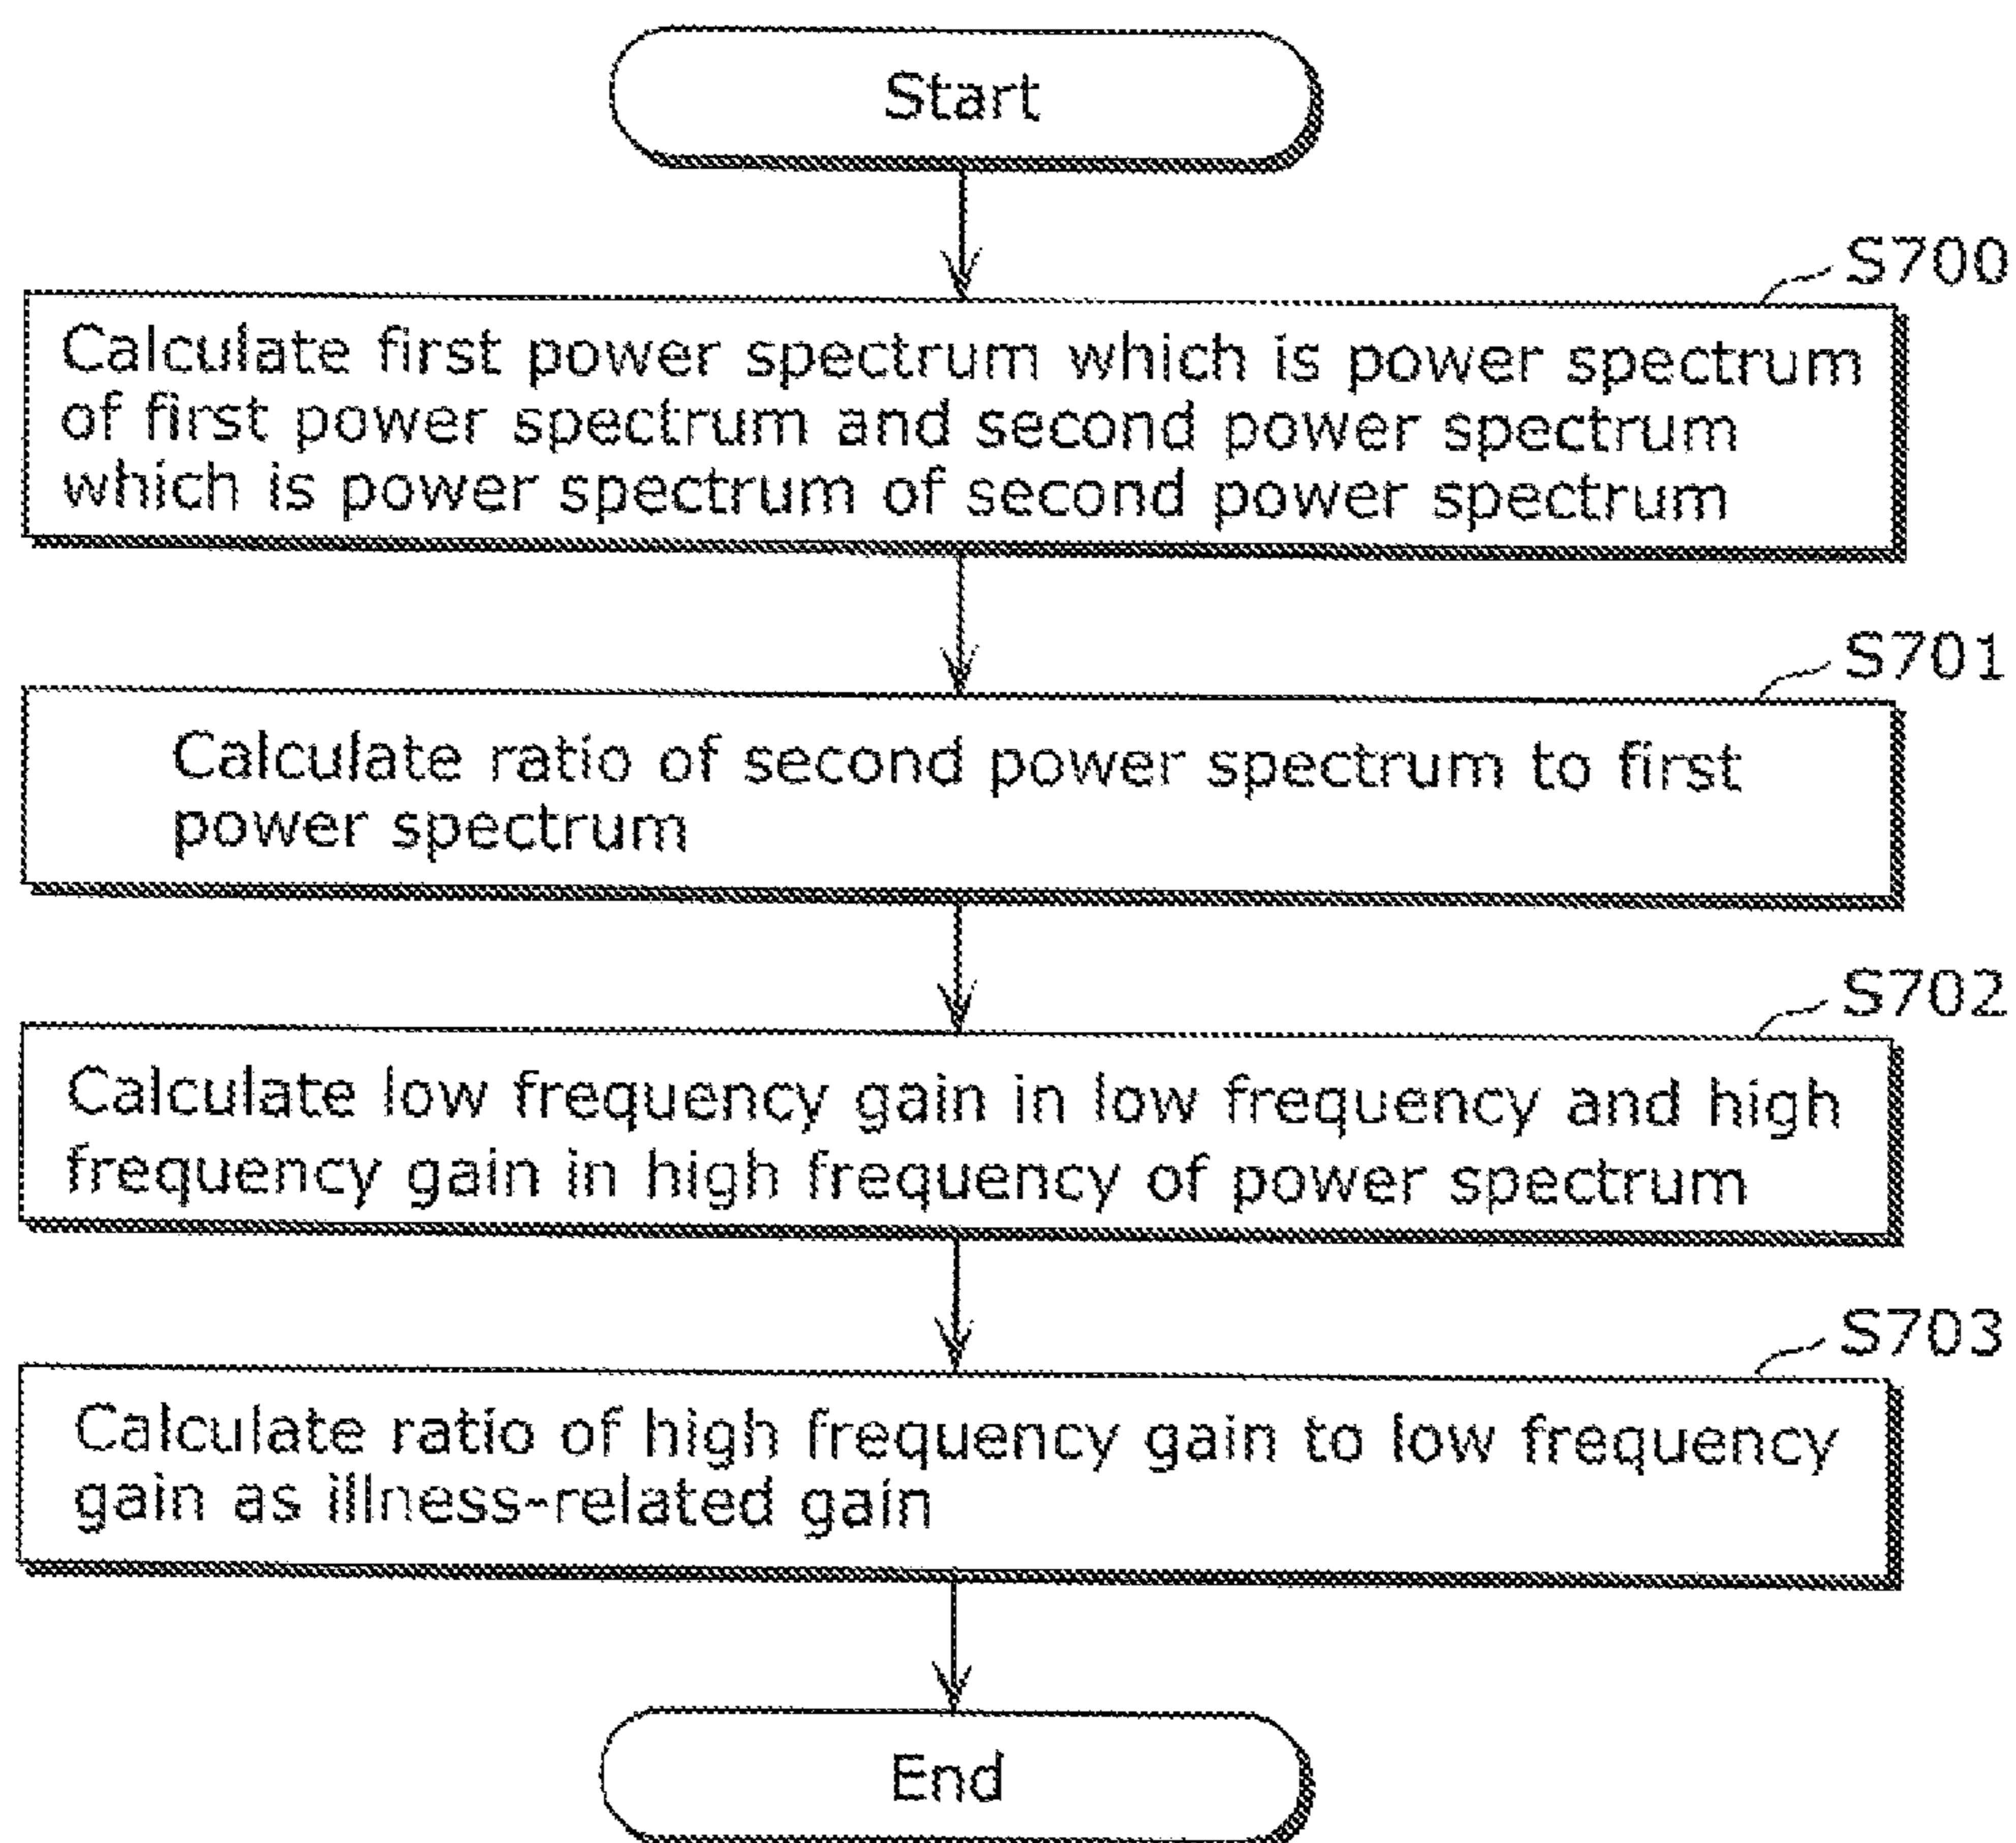 Start
S700
Calculate first power spectrum which is power spectrum
of first power spectrum and second power spectrum
which is power spectrum of second power spectrum
S701
Calculate ratio of second power spectrum to first
power spectrum
S702
Calculate low frequency gain in low frequency and high
frequency gain in high frequency of power spectrum
S703
Calculate ratio of high frequency gain to low frequency
gain as illness-related gain
End